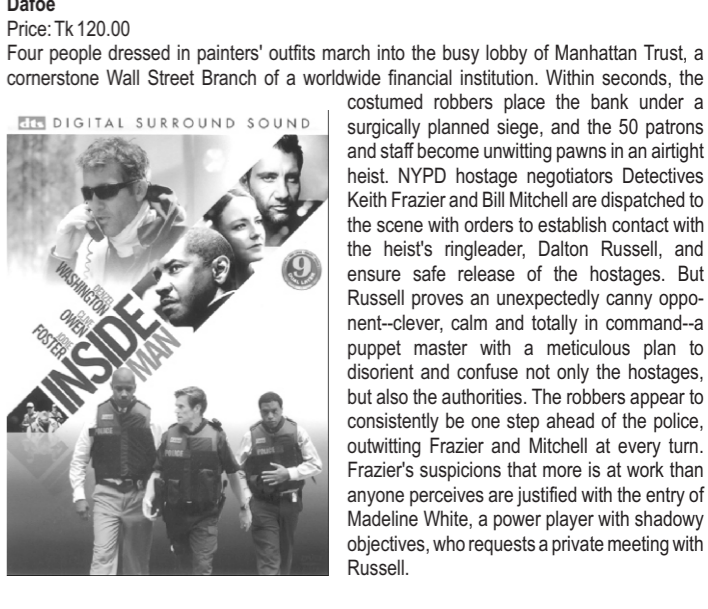 Dafoe
Price: Tk 120.00
Four people dressed in painters' outfits march into the busy lobby of Manhattan Trust, a
cornerstone Wall Street Branch of a worldwide financial institution. Within seconds, the
costumed robbers place the bank under a
surgically planned siege, and the 50 patrons
and staff become unwitting pawns in an airtight
heist. NYPD hostage negotiators Detectives
Keith Frazier and Bill Mitchell are dispatched to
the scene with orders to establish contact with
the heist's ringleader, Dalton Russell, and
ensure safe release of the hostages. But
Russell proves an unexpectedly canny oppo-
nent--clever, calm and totally in command--a
puppet master with a meticulous plan to
disorient and confuse not only the hostages,
but also the authorities. The robbers appear to
consistently be one step ahead of the police,
outwitting Frazier and Mitchell at every turn.
Frazier's suspicions that more is at work than
anyone perceives are justified with the entry of
Madeline White, a power player with shadowy
objectives, who requests a private meeting with
Russell.
dts DIGITAL SURROUND SOUND
9
DENZEL
WASHINGTON
CLIVE
OWEN
JODIE
FOSTER
INSIDE
MAN
POLICE
POLICE
POLICE